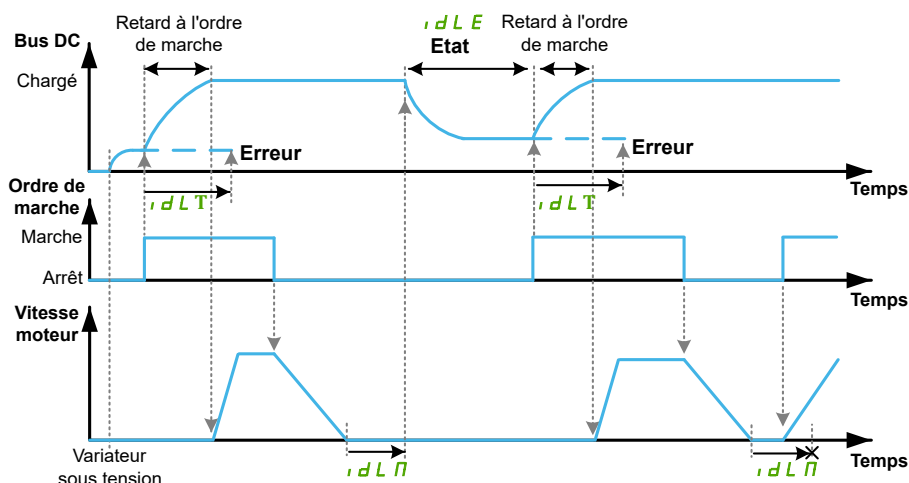 Bus DC
Retard à l'ordre
de marche
idLE
Etat
Retard à l'ordre
de marche
Chargé
Erreur
Erreur
Temps
idLT
idLT
Ordre de
marche
Marche
Arrêt
Temps
Vitesse
moteur
Variateur
sous tension
idLM
idLM
Temps